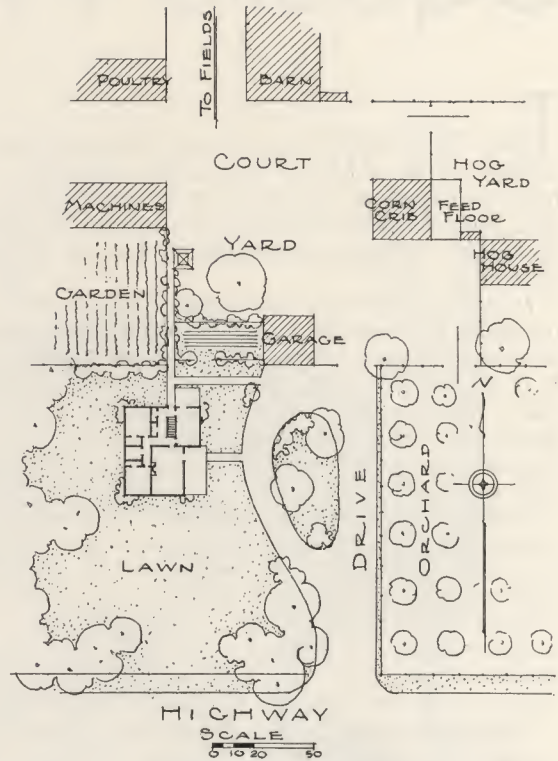 POULTRY
TO FIELDS
BARN
COURT
HOG
YARD
MACHINES
CORN
CRIB
FEED
FLOOR
YARD
HOG
HOUSE
GARDEN
GARAGE
N
DRIVE
ORCHARD
LAWN
HIGHWAY
SCALE
0 10 20 50